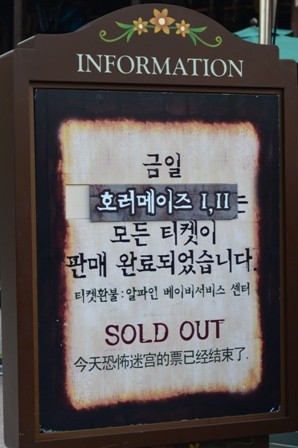 INFORMATION
금일
호러메이즈 I, II 는
모든 티켓이
판매 완료되었습니다.
티켓환불:알파인 베이비서비스 센터
SOLD OUT
今天恐怖迷宫的票已经结束了.